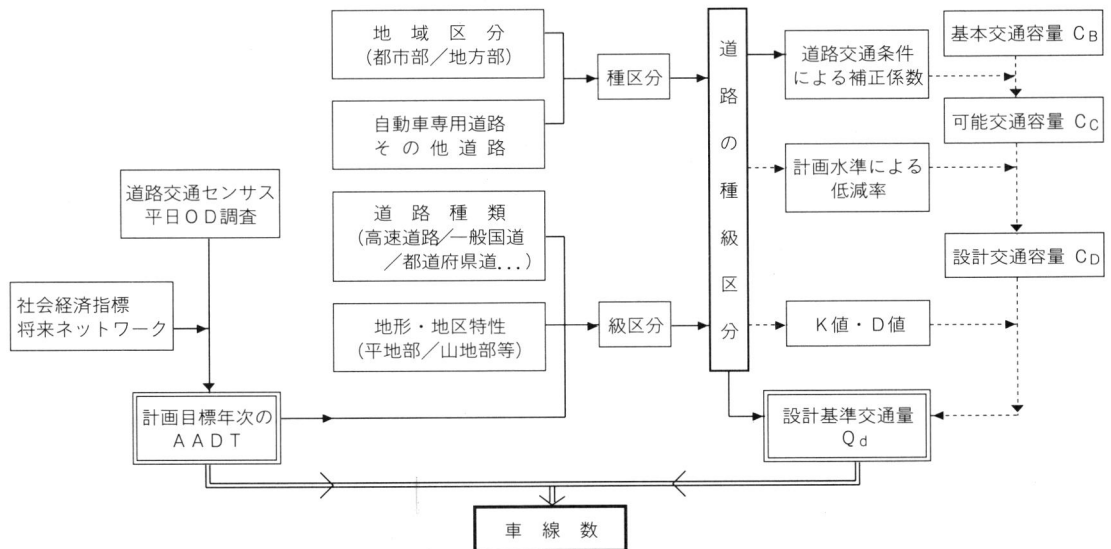 地域区分
(都市部／地方部)
自動車専用道路
その他道路
種区分
道路の種級区分
道路交通条件
による補正係数
基本交通容量 CB
可能交通容量 CC
計画水準による
低減率
設計交通容量 CD
道路交通センサス
平日OD調査
道路種類
(高速道路／一般国道
／都道府県道...)
社会経済指標
将来ネットワーク
地形・地区特性
(平地部／山地部等)
級区分
K値・D値
計画目標年次の
AADT
設計基準交通量
Qd
車線数